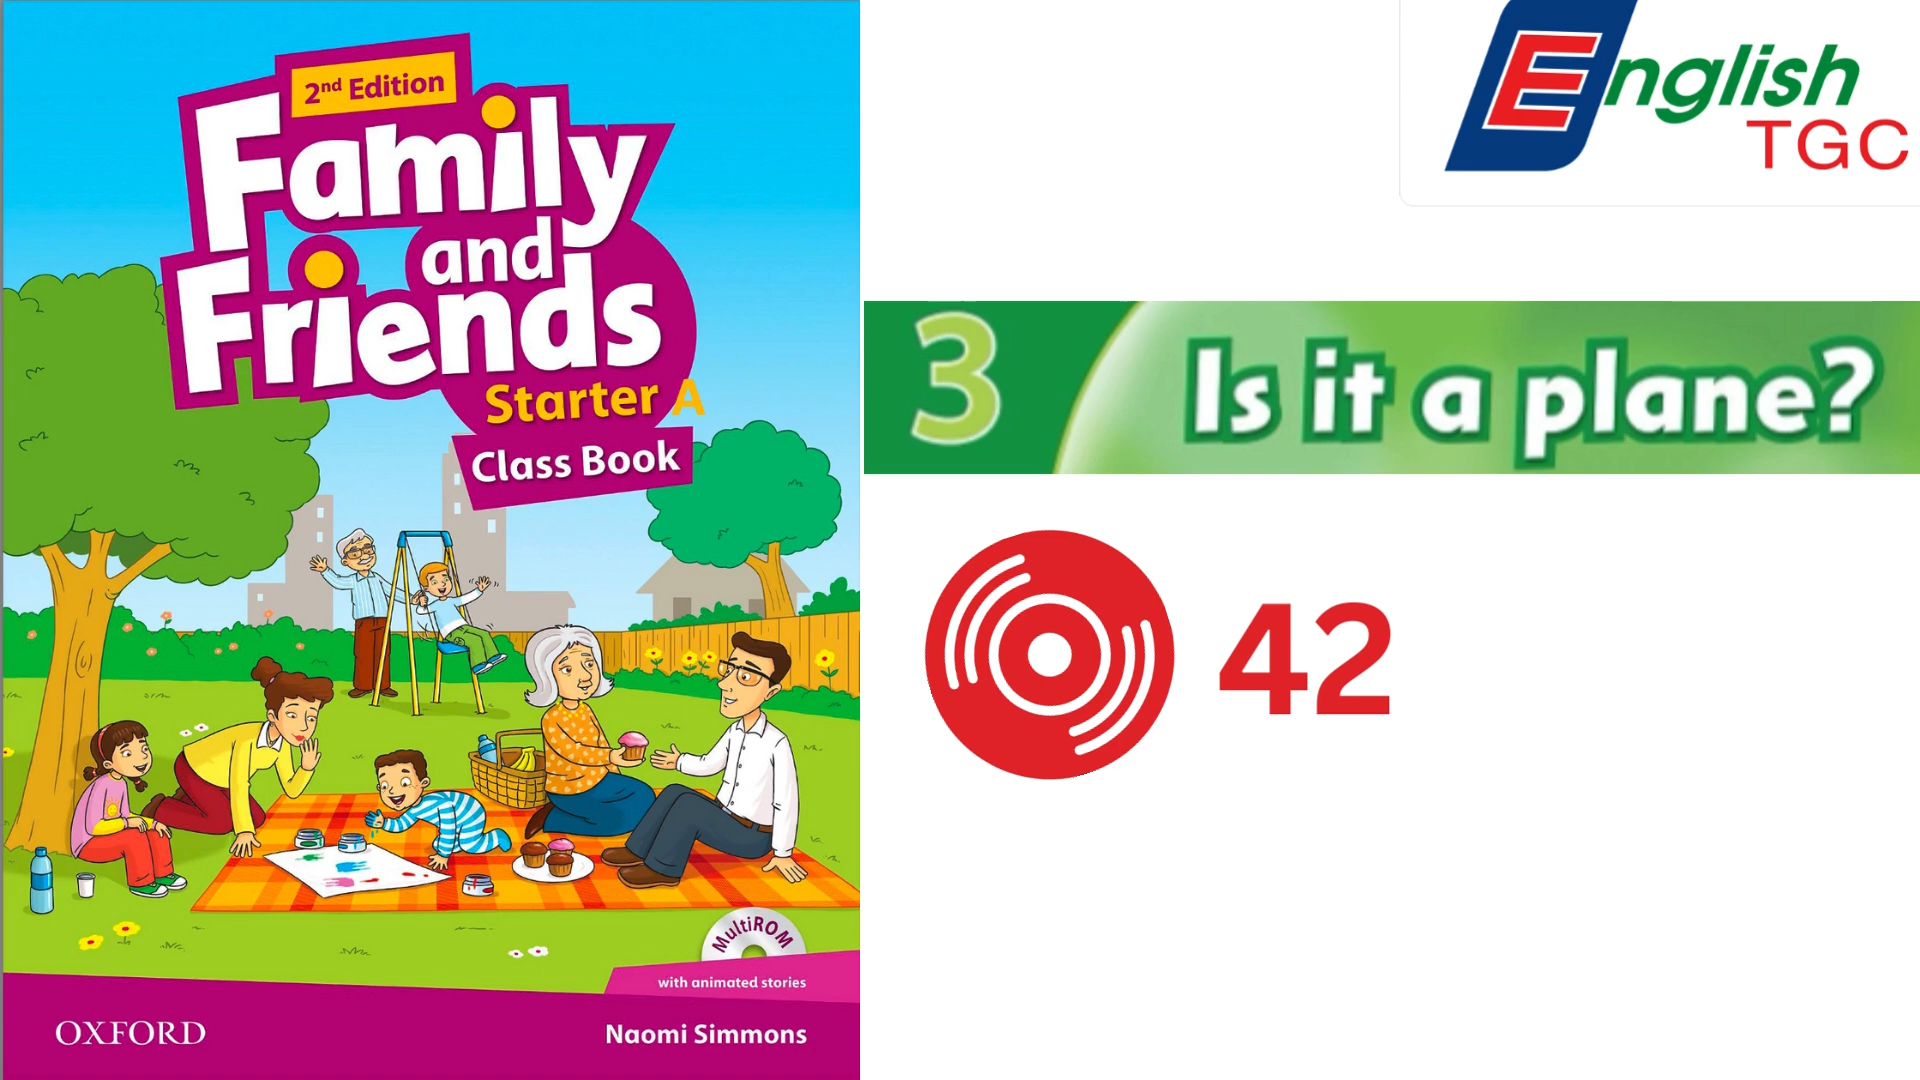 2nd Edition
Family
and
Friends
Starter A
Class Book
MultiROM
with animated stories
OXFORD
Naomi Simmons
English
TGC
3 Is it a plane?
42